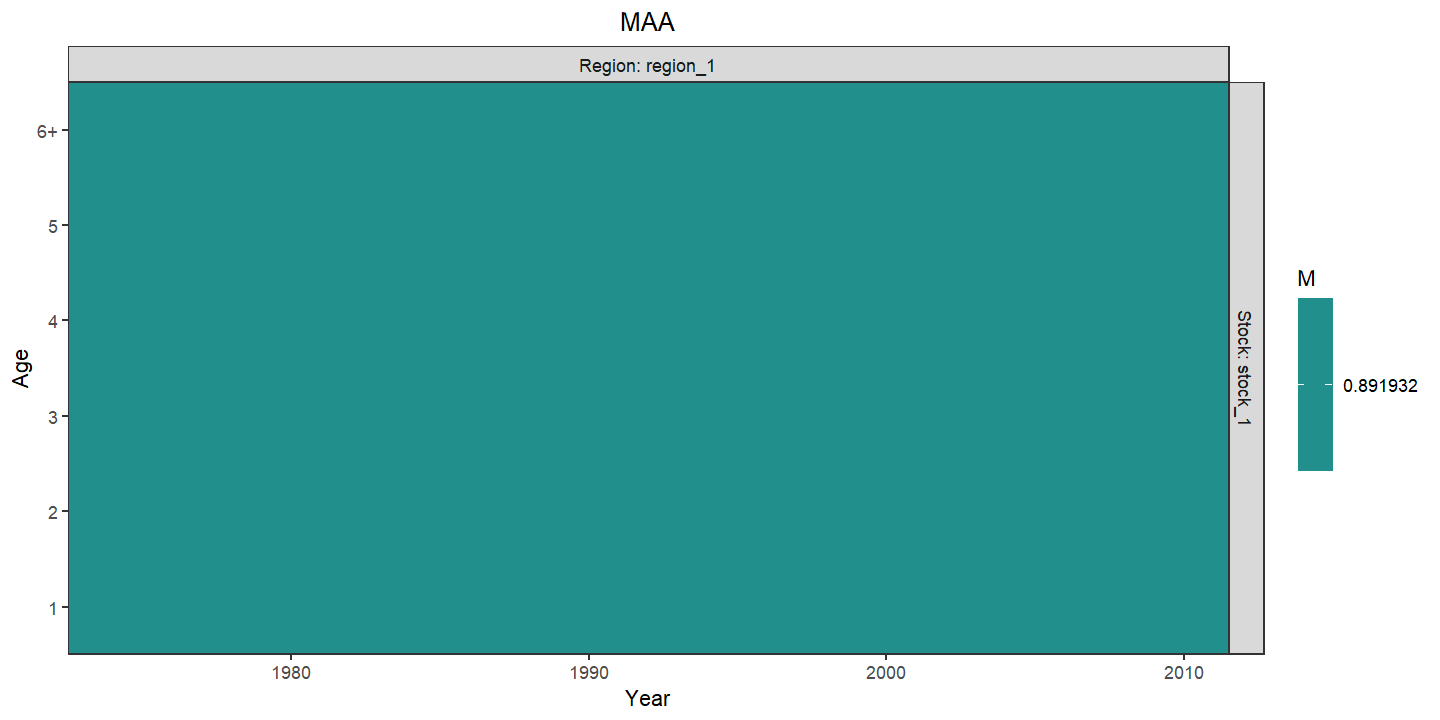 MAA
Region: region_1
6+
5
4
3
2
1
Age
1980 1990 2000 2010
Year
Stock: stock_1
M
0.891932